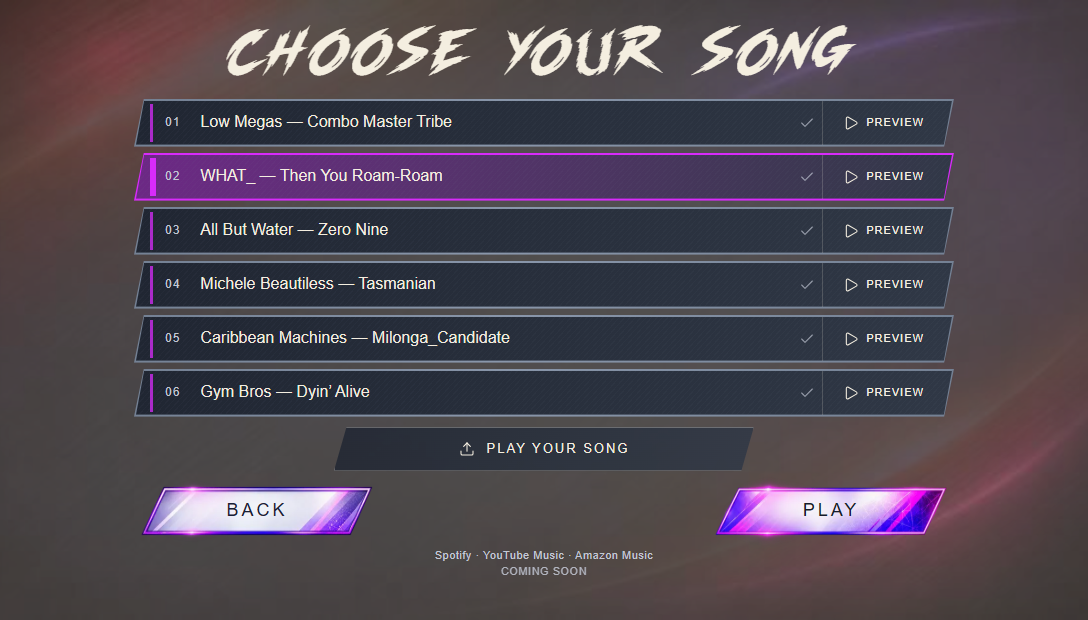 CHOOSE YOUR SONG
01 Low Megas — Combo Master Tribe PREVIEW
02 WHAT_ — Then You Roam-Roam PREVIEW
03 All But Water — Zero Nine PREVIEW
04 Michele Beautiless — Tasmanian PREVIEW
05 Caribbean Machines — Milonga_Candidate PREVIEW
06 Gym Bros — Dyin’ Alive PREVIEW
PLAY YOUR SONG
BACK PLAY
Spotify · YouTube Music · Amazon Music
COMING SOON